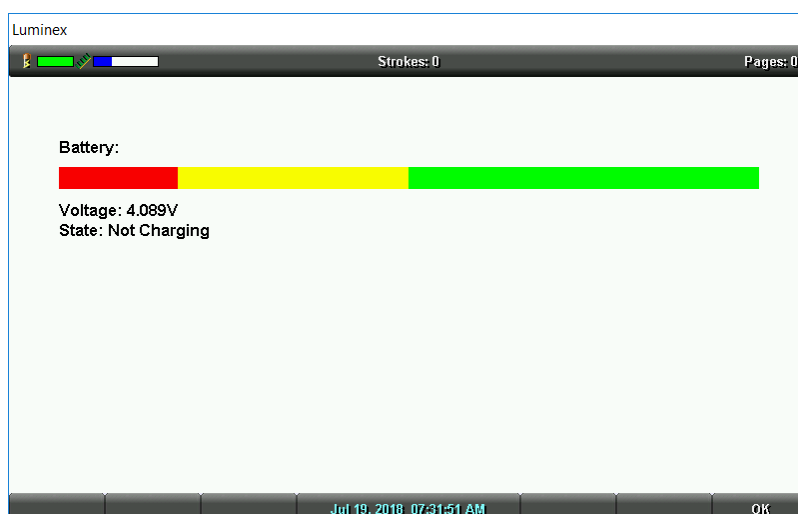 Luminex
Strokes: 0 Pages: 0
Battery:
Voltage: 4.089V
State: Not Charging
Jul 19, 2018 07:31:51 AM OK